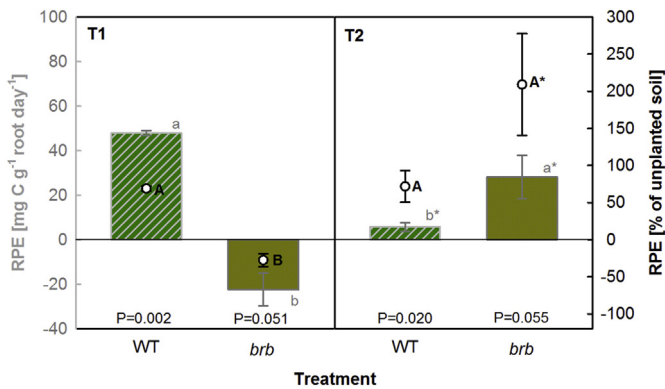 T1
T2
RPE [mg C g⁻¹ root day⁻¹]
100
80
60
40
20
0
-20
-40
RPE [% of unplanted soil]
300
250
200
150
100
50
0
-50
-100
a
A
B
b
A
b*
A*
a*
P=0.002
P=0.051
P=0.020
P=0.055
WT
brb
WT
brb
Treatment